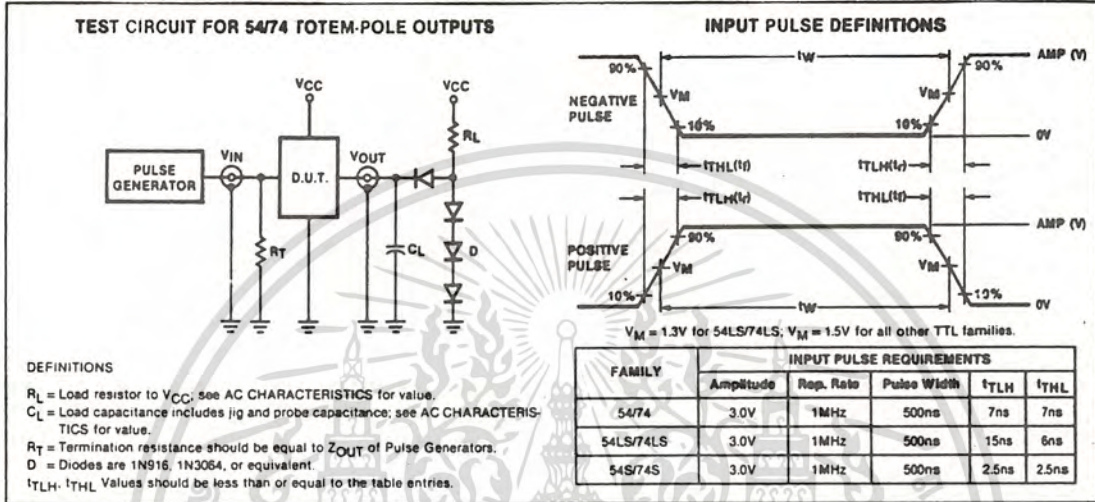 TEST CIRCUIT FOR 54/74 TOTEM-POLE OUTPUTS
VCC
VCC
RL
VIN
VOUT
PULSE
GENERATOR
D.U.T.
RT
CL
D
DEFINITIONS
RL = Load resistor to VCC; see AC CHARACTERISTICS for value.
CL = Load capacitance includes jig and probe capacitance; see AC CHARACTERIS-
TICS for value.
RT = Termination resistance should be equal to ZOUT of Pulse Generators.
D = Diodes are 1N916, 1N3064, or equivalent.
tTLH, tTHL Values should be less than or equal to the table entries.
INPUT PULSE DEFINITIONS
90%
tW
90%
AMP (V)
NEGATIVE
PULSE
VM
VM
10%
10%
0V
tTHL(tf)
tTLH(tr)
tTLH(tr)
tTHL(tf)
AMP (V)
90%
90%
POSITIVE
PULSE
VM
VM
10%
tW
10%
0V
VM = 1.3V for 54LS/74LS; VM = 1.5V for all other TTL families.
FAMILY
INPUT PULSE REQUIREMENTS
Amplitude Rep. Rate Pulse Width tTLH tTHL
54/74 3.0V 1MHz 500ns 7ns 7ns
54LS/74LS 3.0V 1MHz 500ns 15ns 6ns
54S/74S 3.0V 1MHz 500ns 2.5ns 2.5ns